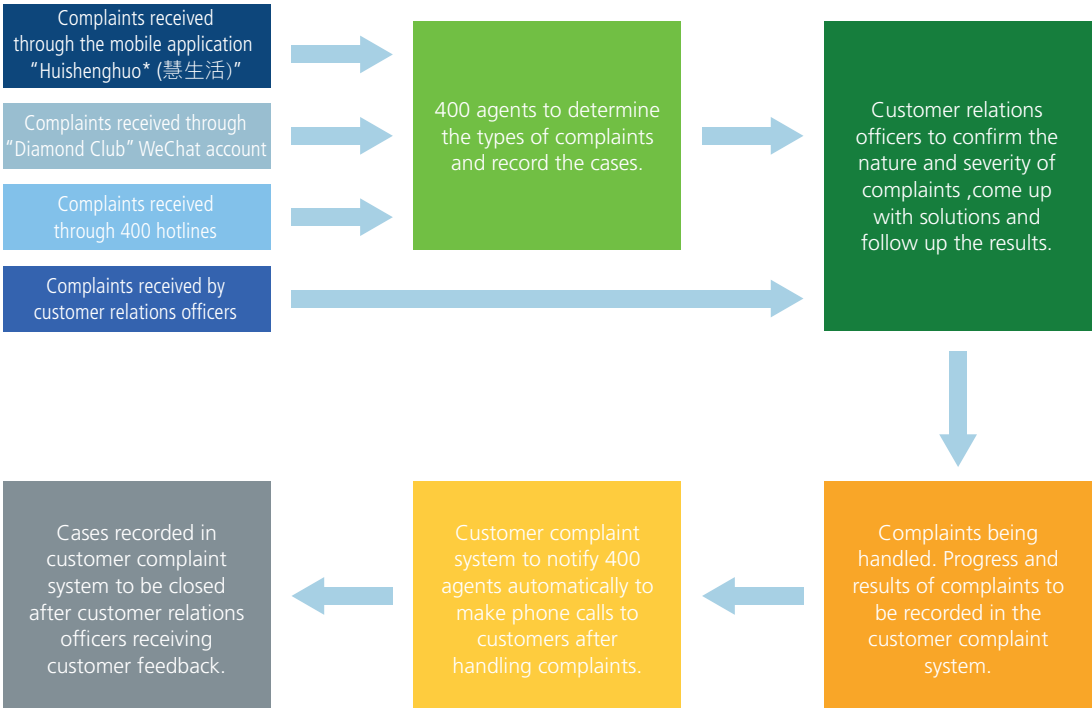 Complaints received
through the mobile application
“Huishenghuo* (慧生活)”
Complaints received through
“Diamond Club” WeChat account
Complaints received
through 400 hotlines
Complaints received by
customer relations officers
400 agents to determine
the types of complaints
and record the cases.
Customer relations
officers to confirm the
nature and severity of
complaints ,come up
with solutions and
follow up the results.
Complaints being
handled. Progress and
results of complaints to
be recorded in the
customer complaint
system.
Customer complaint
system to notify 400
agents automatically to
make phone calls to
customers after
handling complaints.
Cases recorded in
customer complaint
system to be closed
after customer relations
officers receiving
customer feedback.